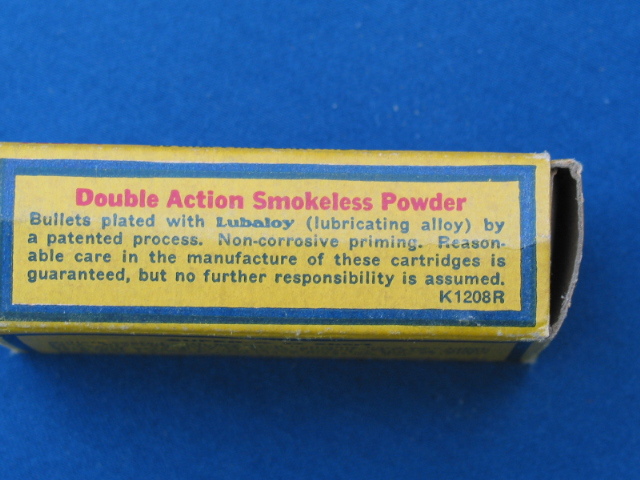 Double Action Smokeless Powder
Bullets plated with Lubaloy (lubricating alloy) by
a patented process. Non-corrosive priming. Reason-
able care in the manufacture of these cartridges is
guaranteed, but no further responsibility is assumed.
K1208R